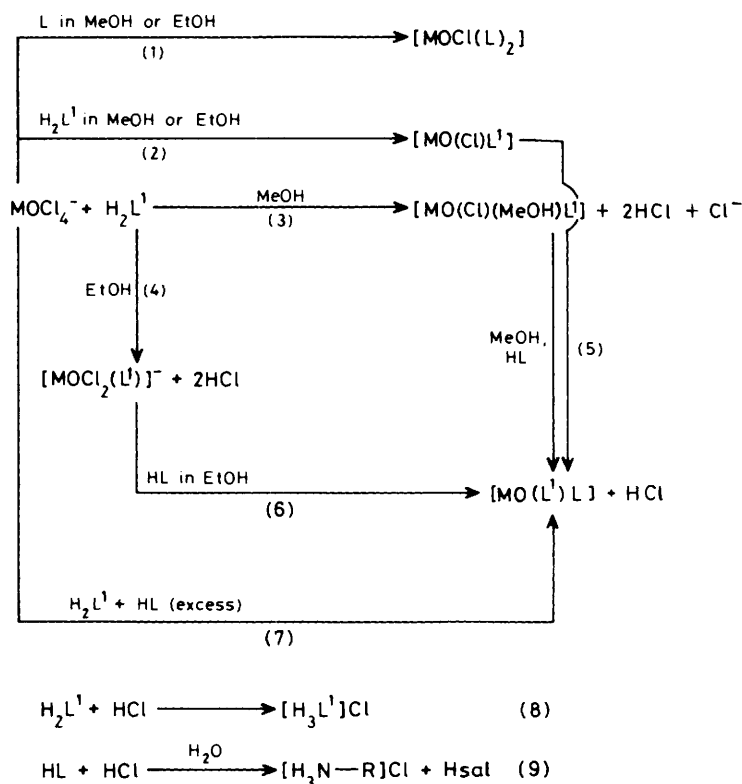 L in MeOH or EtOH
(1)
[MOCl(L)₂]
H₂L¹ in MeOH or EtOH
(2)
[MO(Cl)L¹]
MOCl₄⁻ + H₂L¹
MeOH
(3)
[MO(Cl)(MeOH)L¹] + 2HCl + Cl⁻
EtOH (4)
MeOH,
HL
(5)
[MOCl₂(L¹)]⁻ + 2HCl
HL in EtOH
(6)
[MO(L¹)L] + HCl
H₂L¹ + HL (excess)
(7)
H₂L¹ + HCl → [H₃L¹]Cl (8)
HL + HCl H₂O → [H₃N—R]Cl + Hsal (9)